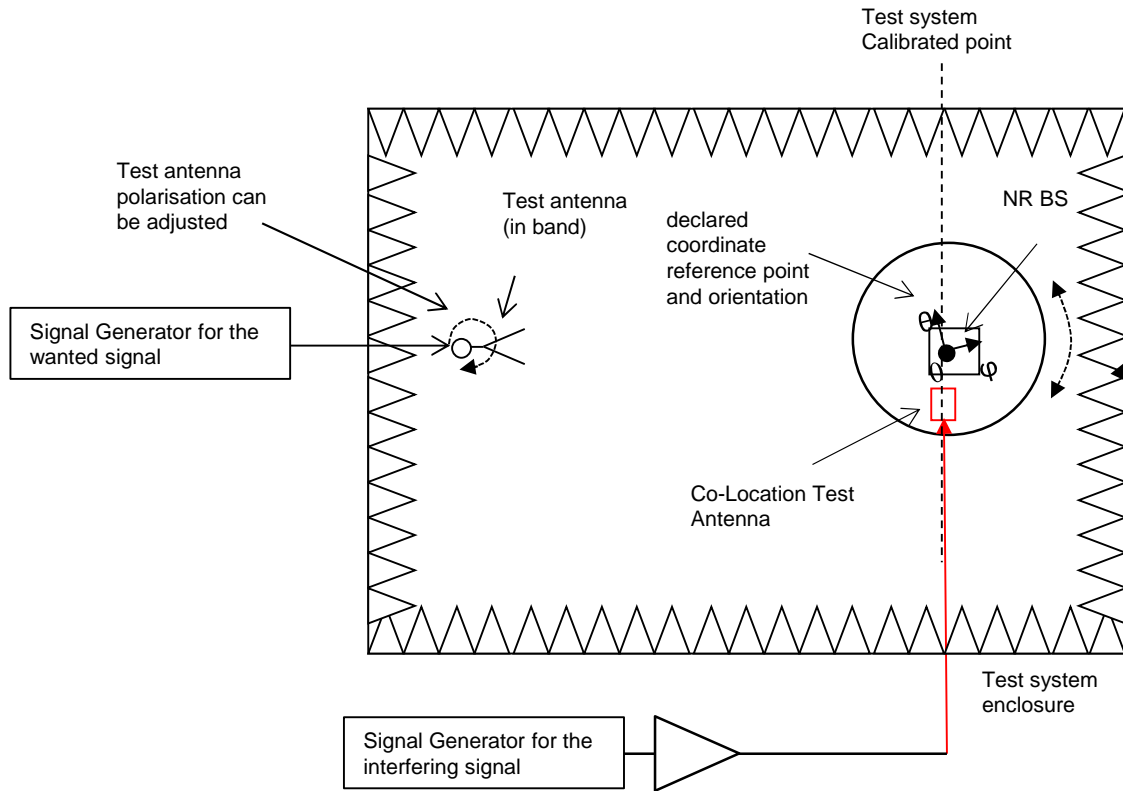 Test system
Calibrated point
Test antenna
polarisation can
be adjusted
Test antenna
(in band)
NR BS
declared
coordinate
reference point
and orientation
Signal Generator for the
wanted signal
θ
0
φ
Co-Location Test
Antenna
Test system
enclosure
Signal Generator for the
interfering signal